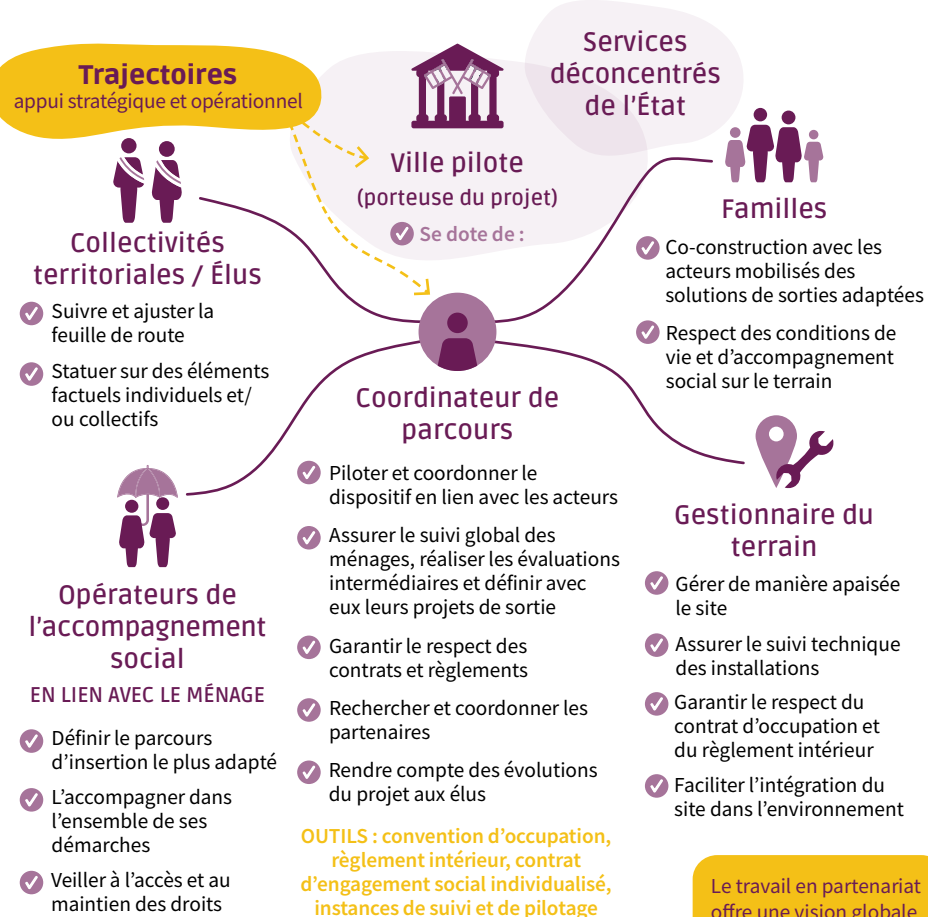 Trajectoires
appui stratégique et opérationnel
Services
déconcentrés
de l'État
Ville pilote
(porteuse du projet)
Se dote de :
Collectivités
territoriales / Élus
Suivre et ajuster la
feuille de route
Statuer sur des éléments
factuels individuels et/
ou collectifs
Familles
Co-construction avec les
acteurs mobilisés des
solutions de sorties adaptées
Respect des conditions de
vie et d'accompagnement
social sur le terrain
Coordinateur de
parcours
Piloter et coordonner le
dispositif en lien avec les acteurs
Assurer le suivi global des
ménages, réaliser les évaluations
intermédiaires et définir avec
eux leurs projets de sortie
Garantir le respect des
contrats et règlements
Rechercher et coordonner les
partenaires
Rendre compte des évolutions
du projet aux élus
OUTILS : convention d'occupation,
règlement intérieur, contrat
d'engagement social individualisé,
instances de suivi et de pilotage
Opérateurs de
l'accompagnement
social
EN LIEN AVEC LE MÉNAGE
Définir le parcours
d'insertion le plus adapté
L'accompagner dans
l'ensemble de ses
démarches
Veiller à l'accès et au
maintien des droits
Gestionnaire du
terrain
Gérer de manière apaisée
le site
Assurer le suivi technique
des installations
Garantir le respect du
contrat d'occupation et
du règlement intérieur
Faciliter l'intégration du
site dans l'environnement
Le travail en partenariat
offre une vision globale